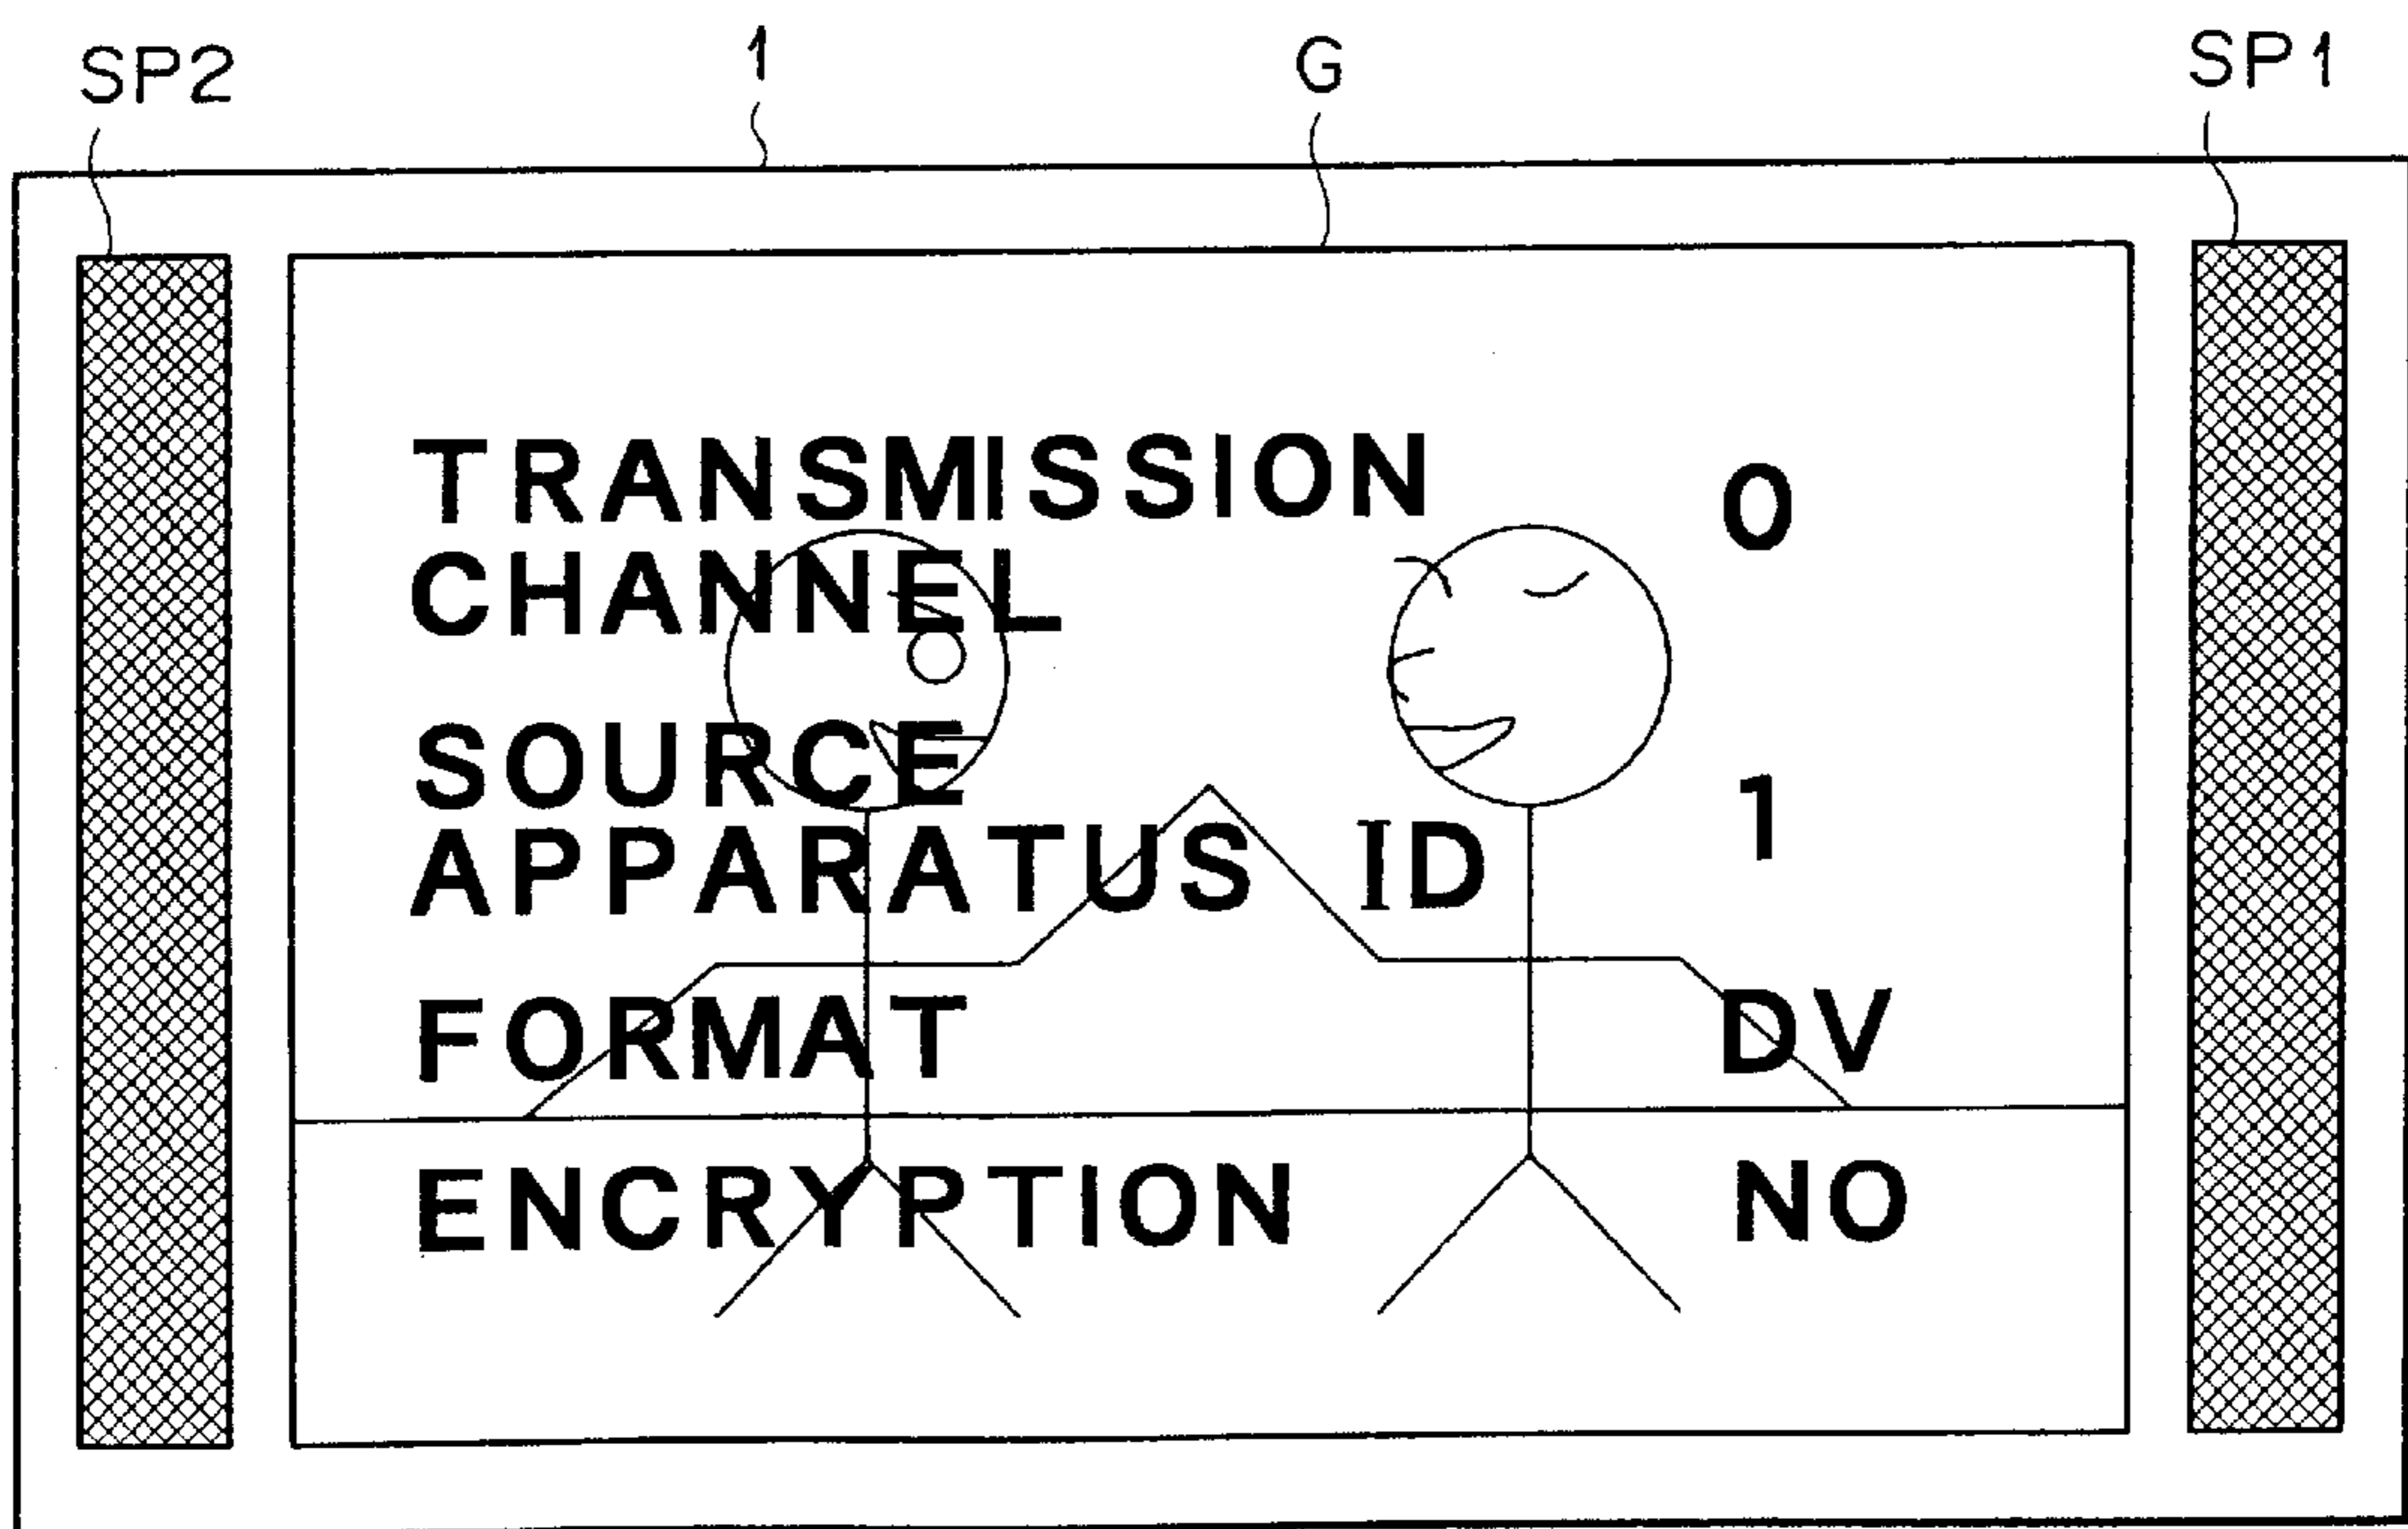 SP2 1 G SP1
TRANSMISSION 0
CHANNEL
SOURCE 1
APPARATUS ID
FORMAT DV
ENCRYPTION NO